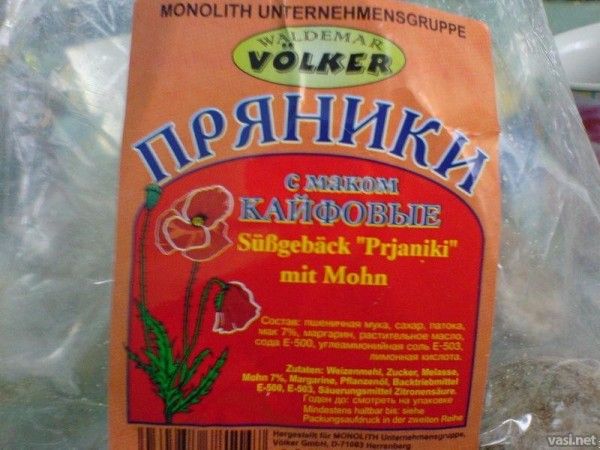 MONOLITH UNTERNEHMENSGRUPPE
WALDEMAR
VÖLKER
ПРЯНИКИ
с маком
КАЙФОВЫЕ
Süßgebäck "Prjaniki"
mit Mohn
Состав: пшеничная мука, сахар, патока,
мак 7%, маргарин, растительное масло,
сода Е-500, углеаммонийная соль Е-503,
лимонная кислота.
Zutaten: Weizenmehl, Zucker, Melasse,
Mohn 7%, Margarine, Pflanzenöl, Backtriebmittel
E-500, E-503, Säuerungsmittel Zitronensäure.
Годен до: смотреть на упаковке
Mindestens haltbar bis: siehe
Packungsaufdruck in der zweiten Reihe
Hergestellt für MONOLITH Unternehmensgruppe,
Völker GmbH, D-71083 Herrenberg
vasi.net